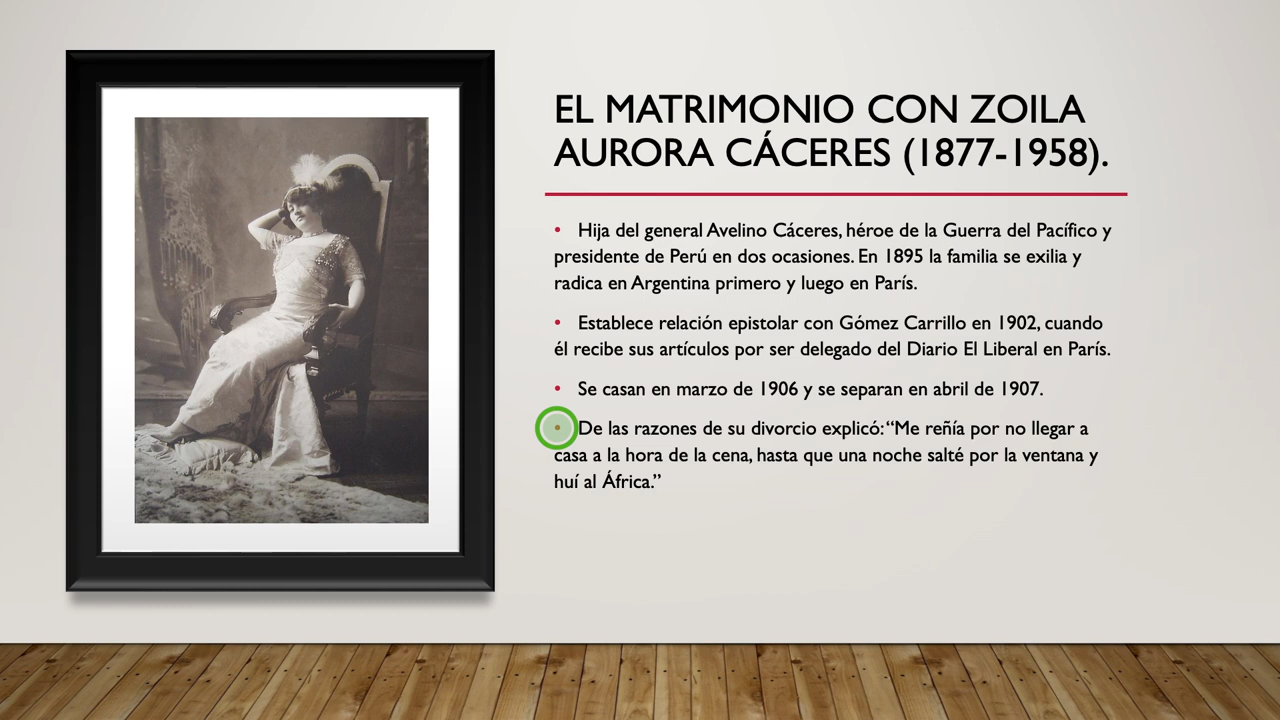 EL MATRIMONIO CON ZOILA
AURORA CÁCERES (1877-1958).
• Hija del general Avelino Cáceres, héroe de la Guerra del Pacífico y
presidente de Perú en dos ocasiones. En 1895 la familia se exilia y
radica en Argentina primero y luego en París.
• Establece relación epistolar con Gómez Carrillo en 1902, cuando
él recibe sus artículos por ser delegado del Diario El Liberal en París.
• Se casan en marzo de 1906 y se separan en abril de 1907.
• De las razones de su divorcio explicó: “Me reñía por no llegar a
casa a la hora de la cena, hasta que una noche salté por la ventana y
huí al África.”